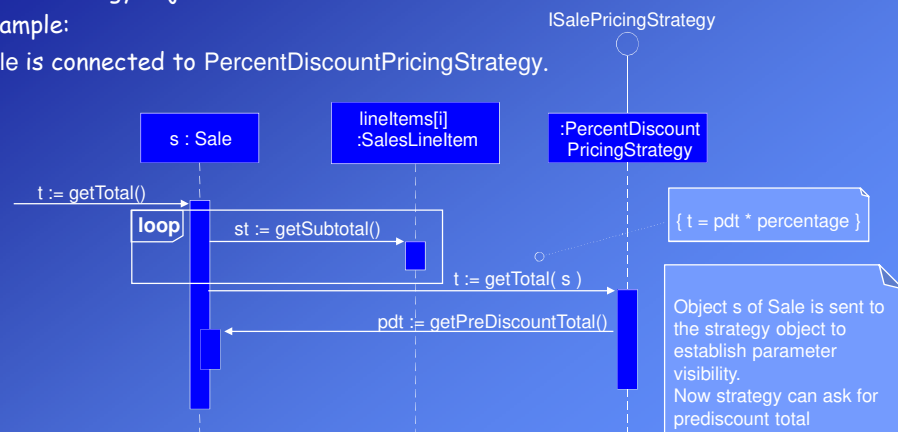 ample:
ISalePricingStrategy
le is connected to PercentDiscountPricingStrategy.
s : Sale
lineItems[i]
:SalesLineItem
:PercentDiscount
PricingStrategy
t := getTotal()
loop
st := getSubtotal()
{ t = pdt * percentage }
t := getTotal( s )
pdt := getPreDiscountTotal()
Object s of Sale is sent to
the strategy object to
establish parameter
visibility.
Now strategy can ask for
prediscount total